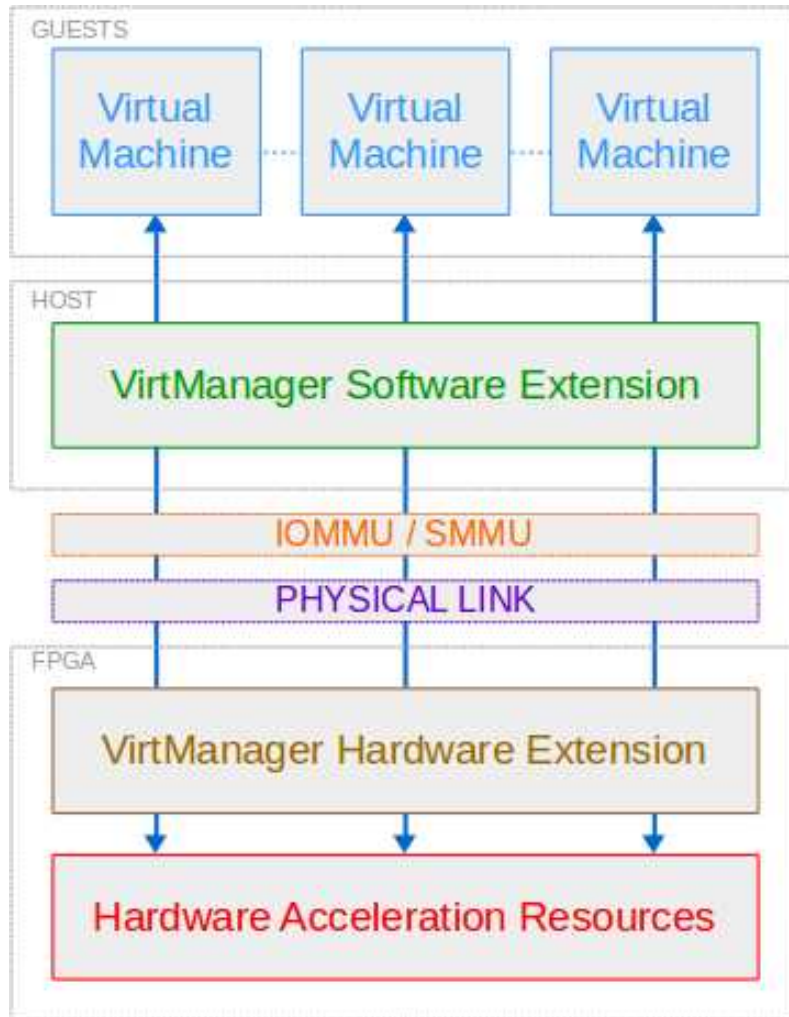 GUESTS
Virtual Virtual Virtual
Machine Machine Machine
HOST
VirtManager Software Extension
IOMMU / SMMU
PHYSICAL LINK
FPGA
VirtManager Hardware Extension
Hardware Acceleration Resources